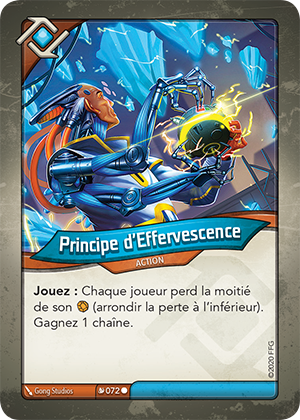 Principe d'Effervescence
ACTION
Jouez : Chaque joueur perd la moitié
de son (arrondir la perte à l'inférieur).
Gagnez 1 chaîne.
©2020 FFG
Gong Studios
072